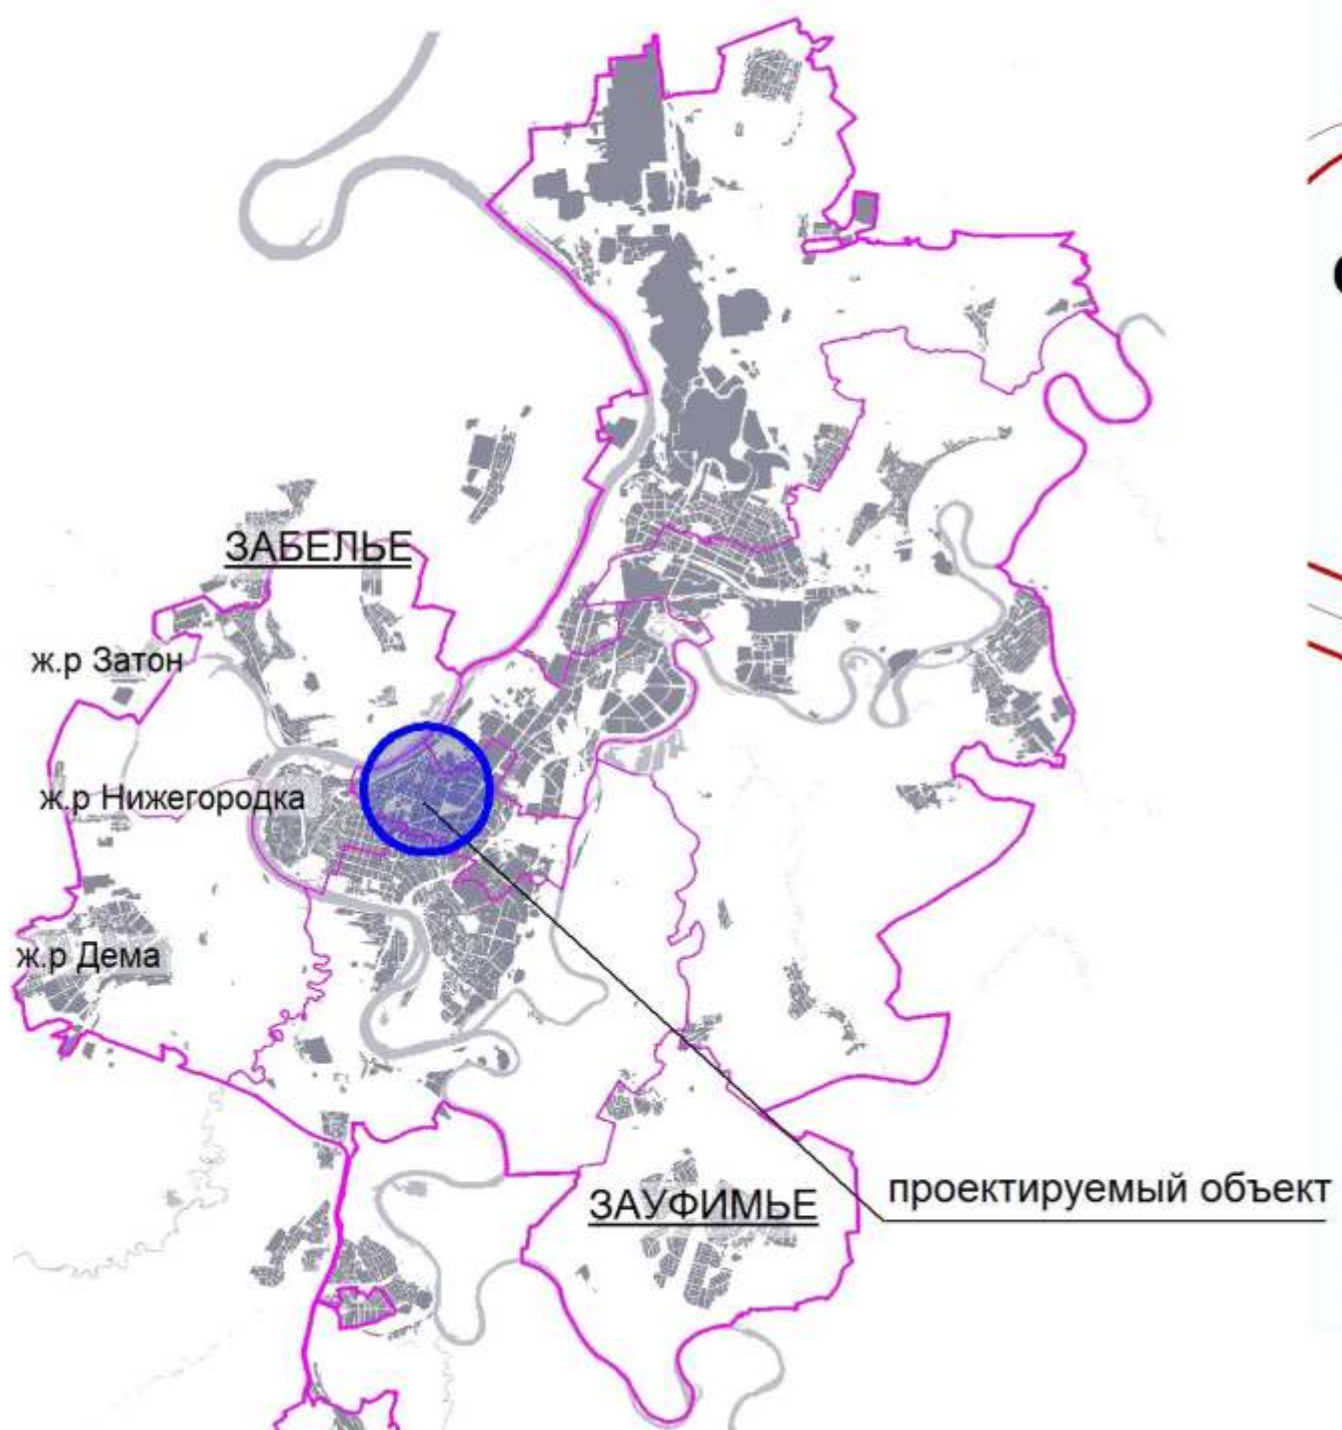 ЗАБЕЛЬЕ
ж.р Затон
ж.р Нижегородка
ж.р Дема
ЗАУФИМЬЕ
проектируемый объект